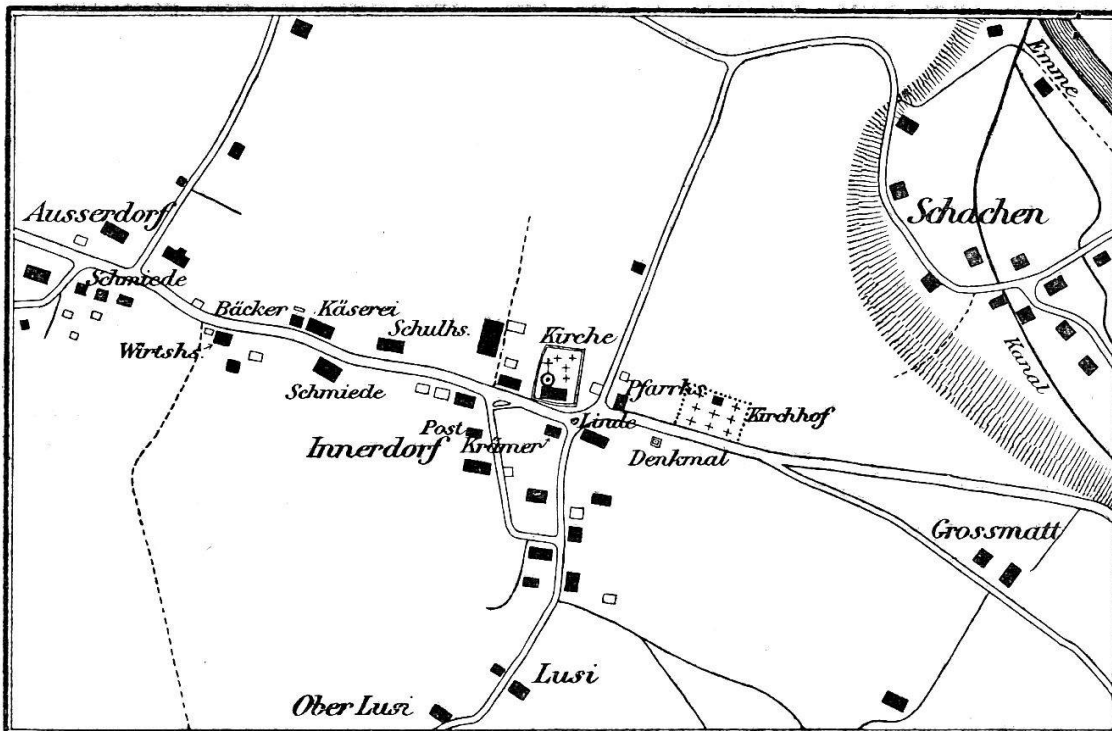 Emme
Ausserdorf
Schachen
Schmiede
Bäcker
Käserei
Schulhs.
Kirche
Wirtshs.
Kanal
Schmiede
Pfarrhs.
Kirchhof
Post
Krämer
Linde
Innerdorf
Denkmal
Grossmatt
Lusi
Ober Lusi